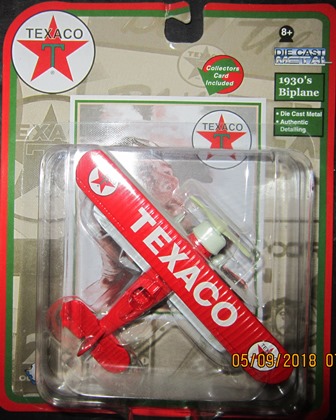 TEXACO
T
8+
DIE CAST
METAL
Collectors
Card
Included
1930's
Biplane
• Die Cast Metal
• Authentic
Detailing
TEXACO
T
TEXACO
05/09/2018 0